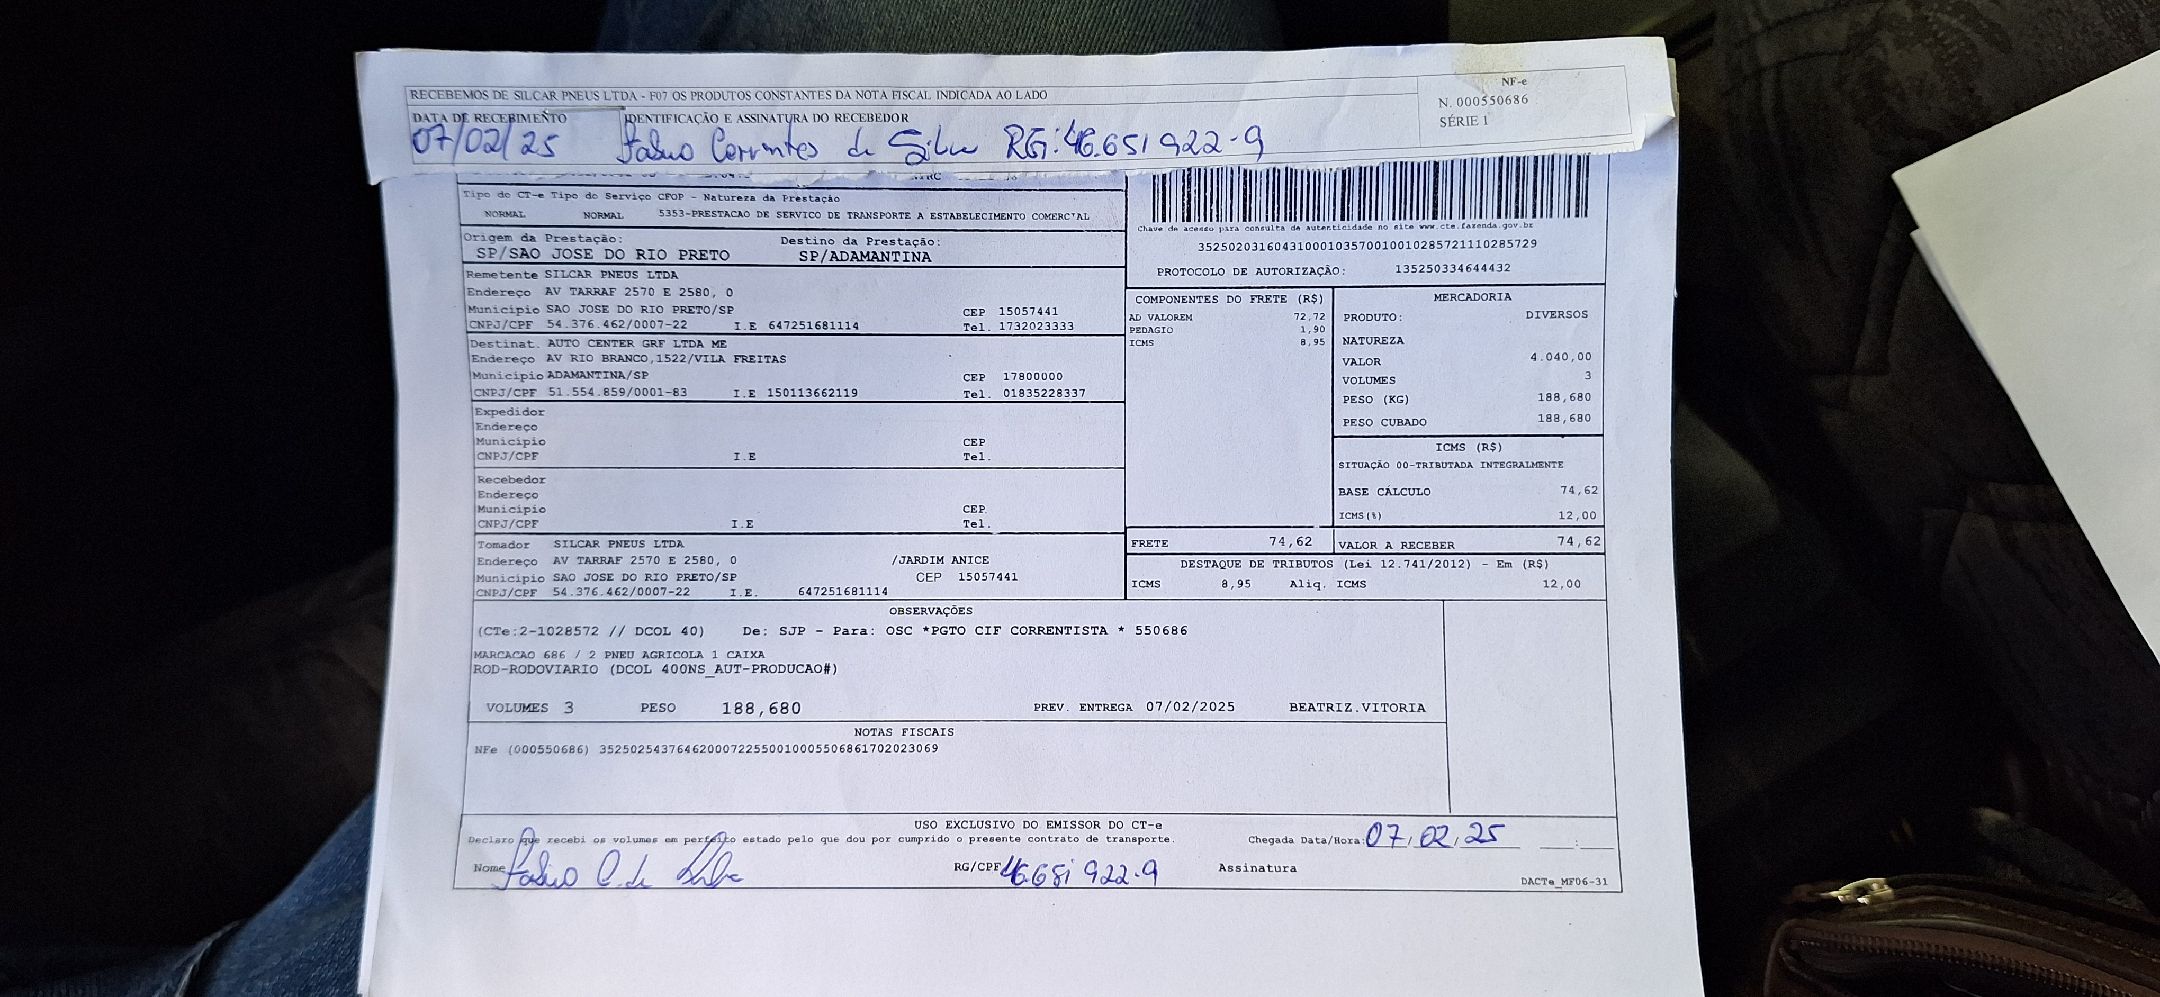 RECEBEMOS DE SILCAR PNEUS LTDA - F07 OS PRODUTOS CONSTANTES DA NOTA FISCAL INDICADA AO LADO
NF-e
N. 000550686
SÉRIE 1
DATA DE RECEBIMENTO IDENTIFICAÇÃO E ASSINATURA DO RECEBEDOR
07/02/25 Fabio Correntes da Silva RG:46.651922-9
Tipo do CT-e Tipo do Serviço CFOP - Natureza da Prestação
NORMAL NORMAL 5353-PRESTACAO DE SERVICO DE TRANSPORTE A ESTABELECIMENTO COMERCIAL
Chave de acesso para consulta de autenticidade no site www.cte.fazenda.gov.br
35250203160431000103570010010285721110285729
PROTOCOLO DE AUTORIZAÇÃO: 135250334644432
Origem da Prestação: Destino da Prestação:
SP/SAO JOSE DO RIO PRETO SP/ADAMANTINA
Remetente SILCAR PNEUS LTDA
Endereço AV TARRAF 2570 E 2580, 0
Municipio SAO JOSE DO RIO PRETO/SP CEP 15057441
CNPJ/CPF 54.376.462/0007-22 I.E 647251681114 Tel. 1732023333
Destinat. AUTO CENTER GRF LTDA ME
Endereço AV RIO BRANCO,1522/VILA FREITAS
Municipio ADAMANTINA/SP CEP 17800000
CNPJ/CPF 51.554.859/0001-83 I.E 150113662119 Tel. 01835228337
Expedidor
Endereço
Municipio CEP
CNPJ/CPF I.E Tel.
Recebedor
Endereço
Municipio CEP
CNPJ/CPF I.E Tel.
Tomador SILCAR PNEUS LTDA
Endereço AV TARRAF 2570 E 2580, 0 /JARDIM ANICE
Municipio SAO JOSE DO RIO PRETO/SP CEP 15057441
CNPJ/CPF 54.376.462/0007-22 I.E. 647251681114
COMPONENTES DO FRETE (R$)
AD VALOREM 72,72
PEDAGIO 1,90
ICMS 8,95
MERCADORIA
PRODUTO: DIVERSOS
NATUREZA
VALOR 4.040,00
VOLUMES 3
PESO (KG) 188,680
PESO CUBADO 188,680
ICMS (R$)
SITUAÇÃO 00-TRIBUTADA INTEGRALMENTE
BASE CÁLCULO 74,62
ICMS(%) 12,00
FRETE 74,62 VALOR A RECEBER 74,62
DESTAQUE DE TRIBUTOS (Lei 12.741/2012) - Em (R$)
ICMS 8,95 Aliq. ICMS 12,00
OBSERVAÇÕES
(CTe:2-1028572 // DCOL 40) De: SJP - Para: OSC *PGTO CIF CORRENTISTA * 550686
MARCACAO 686 / 2 PNEU AGRICOLA 1 CAIXA
ROD-RODOVIARIO (DCOL 400NS_AUT-PRODUCAO#)
VOLUMES 3 PESO 188,680 PREV. ENTREGA 07/02/2025 BEATRIZ.VITORIA
NOTAS FISCAIS
NFe (000550686) 35250254376462000722550010005506861702023069
USO EXCLUSIVO DO EMISSOR DO CT-e
Declaro que recebi os volumes em perfeito estado pelo que dou por cumprido o presente contrato de transporte. Chegada Data/Hora: 07,02,25 :
Nome Fabio C. da Silva RG/CPF 46651922-9 Assinatura
DACTe_MF06-31